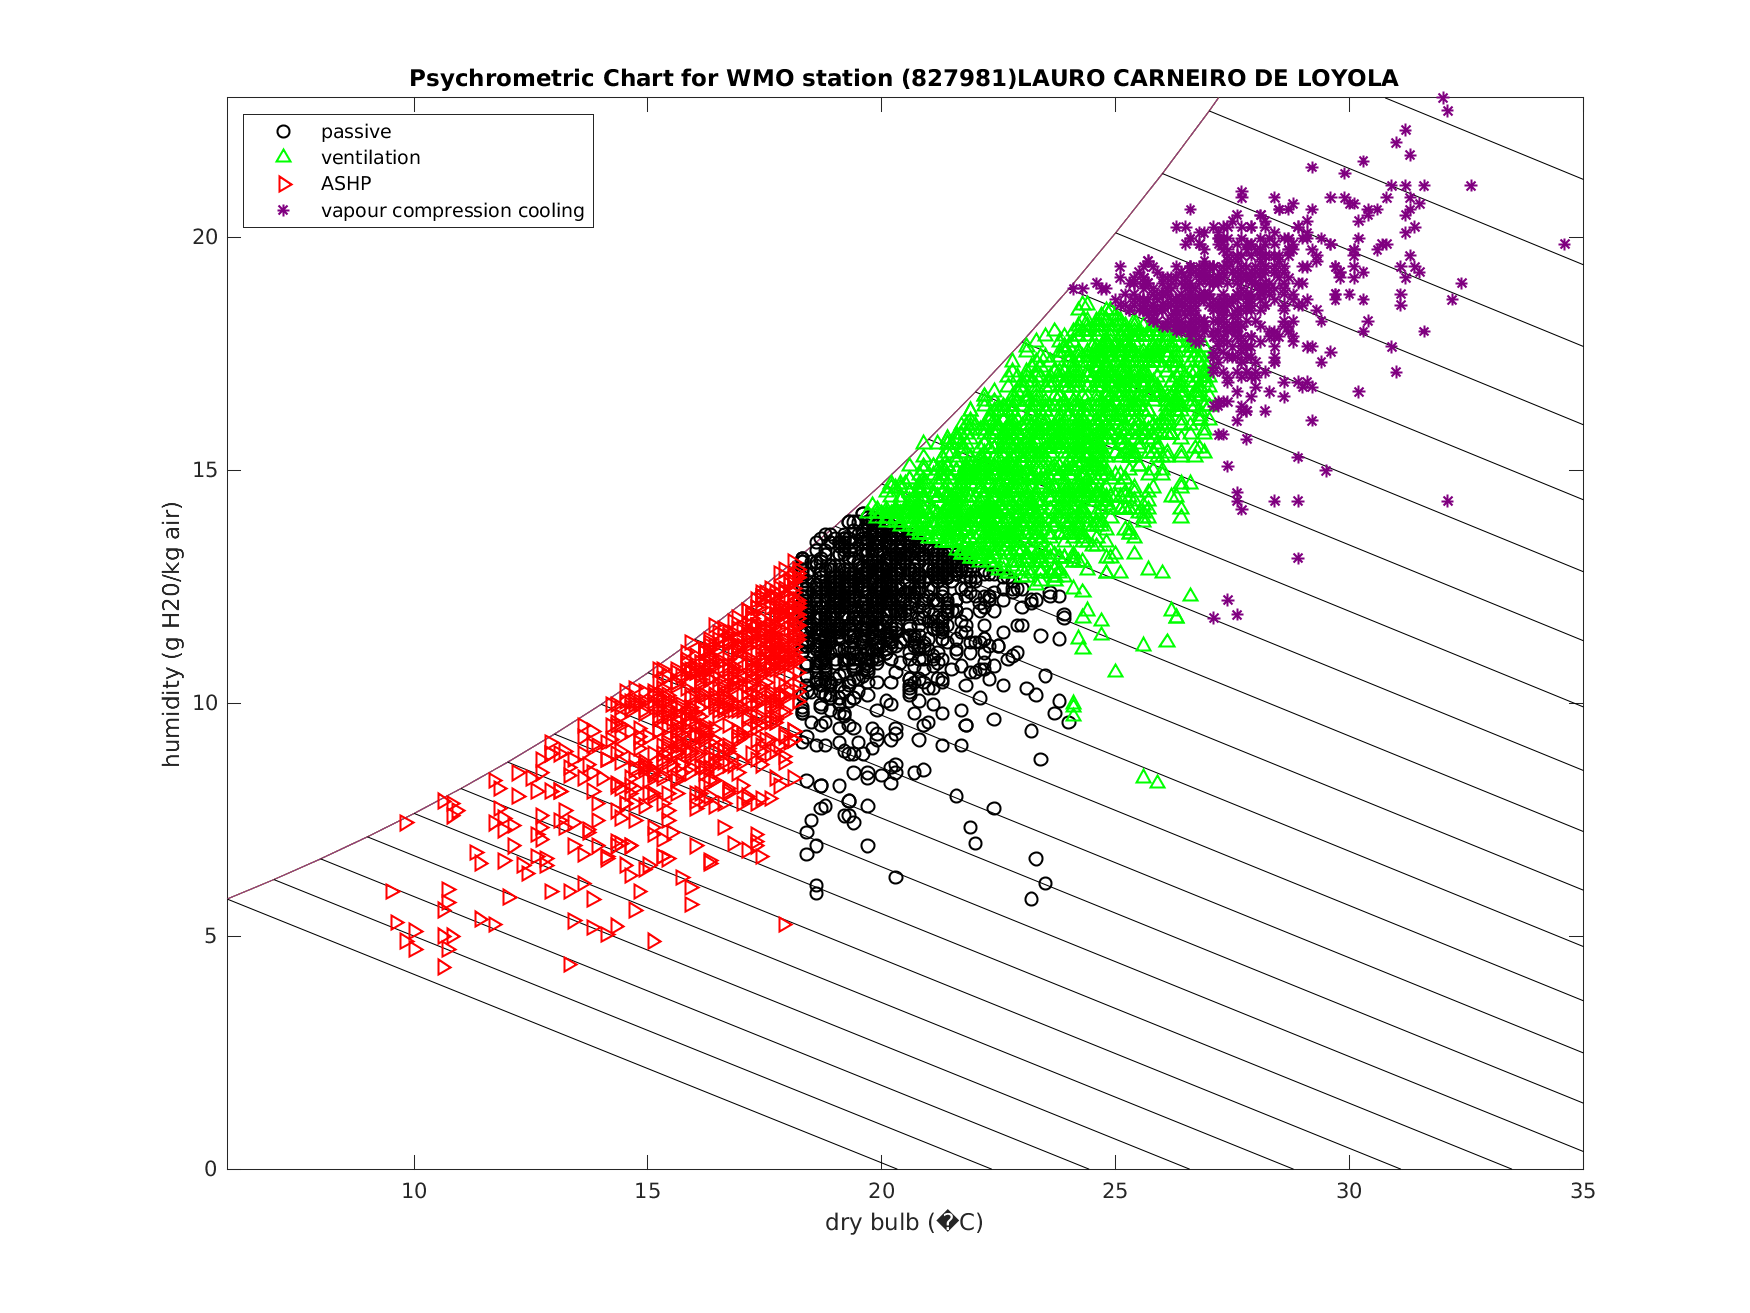 Psychrometric Chart for WMO station (827981)LAURO CARNEIRO DE LOYOLA
passive
ventilation
ASHP
vapour compression cooling
humidity (g H20/kg air)
20
15
10
5
0
10
15
20
25
30
35
dry bulb (�C)